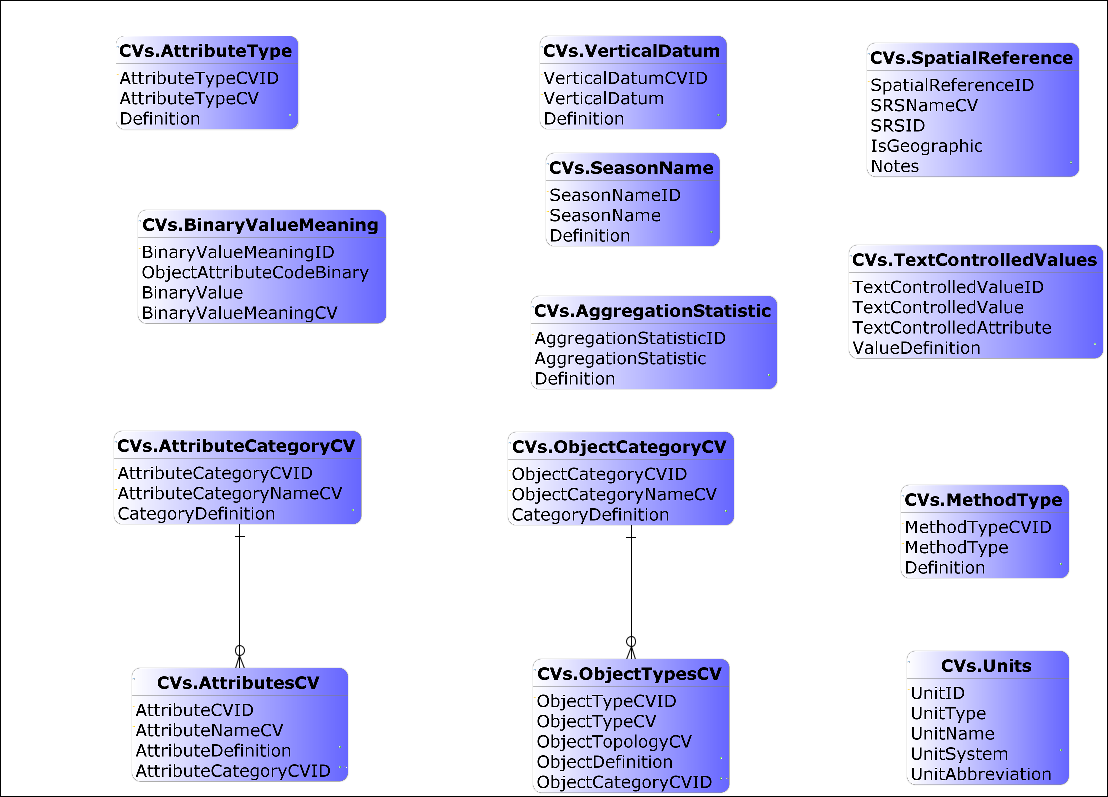 CVs.AttributeType
AttributeTypeCVID
AttributeTypeCV
Definition
CVs.VerticalDatum
VerticalDatumCVID
VerticalDatum
Definition
CVs.SpatialReference
SpatialReferenceID
SRSNameCV
SRSID
IsGeographic
Notes
CVs.SeasonName
SeasonNameID
SeasonName
Definition
CVs.BinaryValueMeaning
BinaryValueMeaningID
ObjectAttributeCodeBinary
BinaryValue
BinaryValueMeaningCV
CVs.TextControlledValues
TextControlledValueID
TextControlledValue
TextControlledAttribute
ValueDefinition
CVs.AggregationStatistic
AggregationStatisticID
AggregationStatistic
Definition
CVs.AttributeCategoryCV
AttributeCategoryCVID
AttributeCategoryNameCV
CategoryDefinition
CVs.ObjectCategoryCV
ObjectCategoryCVID
ObjectCategoryNameCV
CategoryDefinition
CVs.MethodType
MethodTypeCVID
MethodType
Definition
CVs.AttributesCV
AttributeCVID
AttributeNameCV
AttributeDefinition
AttributeCategoryCVID
CVs.ObjectTypesCV
ObjectTypeCVID
ObjectTypeCV
ObjectTopologyCV
ObjectDefinition
ObjectCategoryCVID
CVs.Units
UnitID
UnitType
UnitName
UnitSystem
UnitAbbreviation